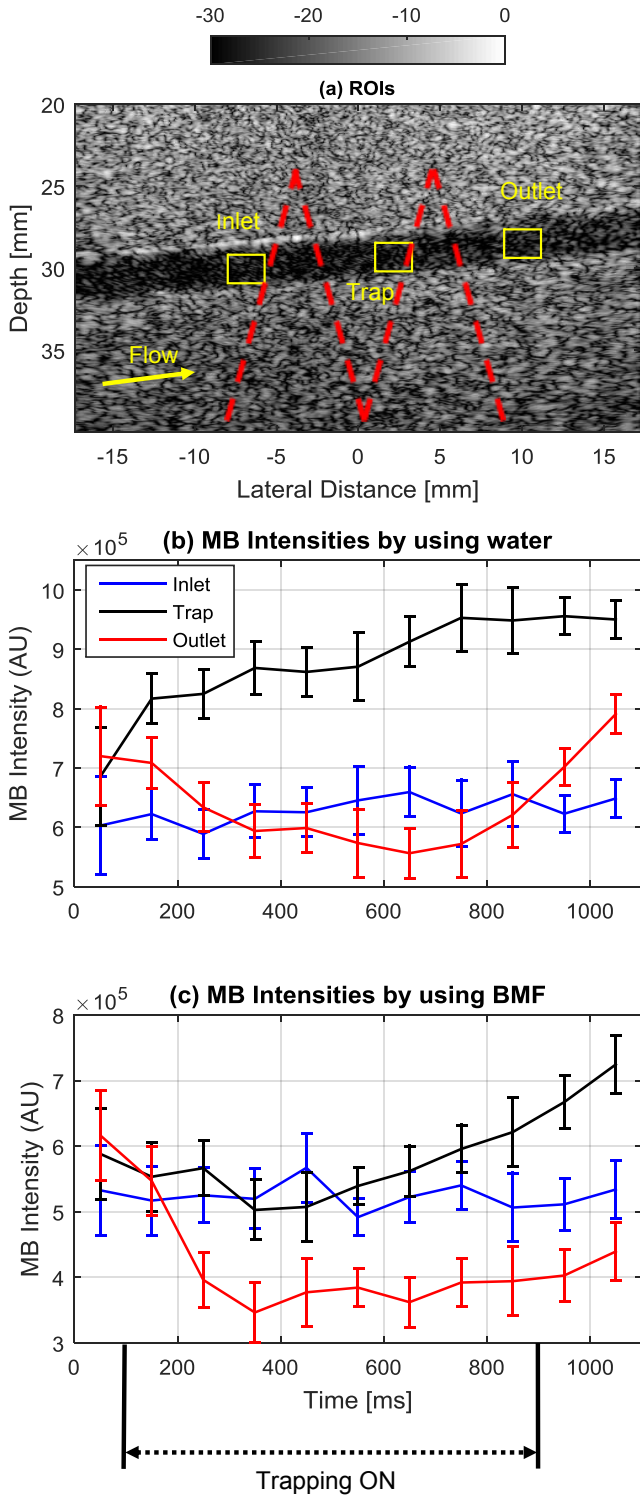 -30 -20 -10 0
(a) ROIs
20
25
30
35
Depth [mm]
Inlet
Trap
Outlet
Flow
-15 -10 -5 0 5 10 15
Lateral Distance [mm]
×10^5
(b) MB Intensities by using water
Inlet
Trap
Outlet
10
9
8
7
6
5
MB Intensity (AU)
0 200 400 600 800 1000
×10^5
(c) MB Intensities by using BMF
8
7
6
5
4
3
MB Intensity (AU)
0 200 400 600 800 1000
Time [ms]
Trapping ON